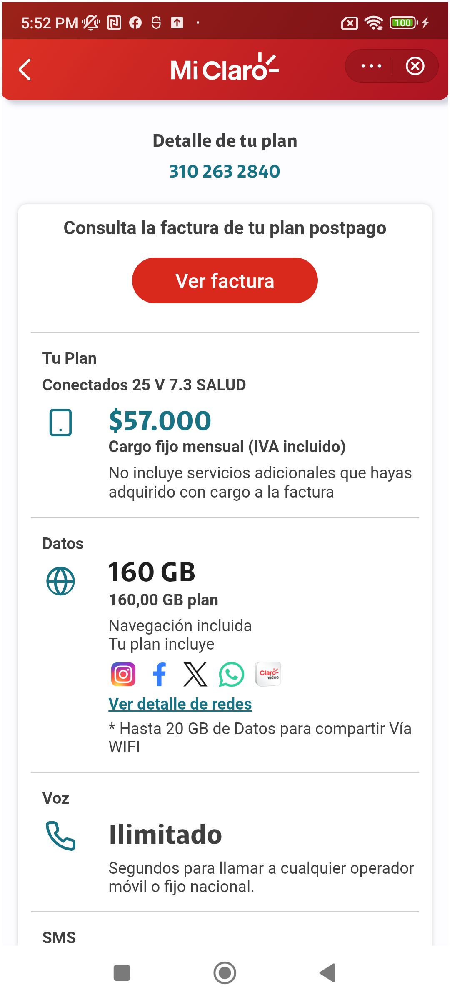 5:52 PM
100
Mi Claro
Detalle de tu plan
310 263 2840
Consulta la factura de tu plan postpago
Ver factura
Tu Plan
Conectados 25 V 7.3 SALUD
$57.000
Cargo fijo mensual (IVA incluido)
No incluye servicios adicionales que hayas
adquirido con cargo a la factura
Datos
160 GB
160,00 GB plan
Navegación incluida
Tu plan incluye
Claro
video
Ver detalle de redes
* Hasta 20 GB de Datos para compartir Vía
WIFI
Voz
Ilimitado
Segundos para llamar a cualquier operador
móvil o fijo nacional.
SMS